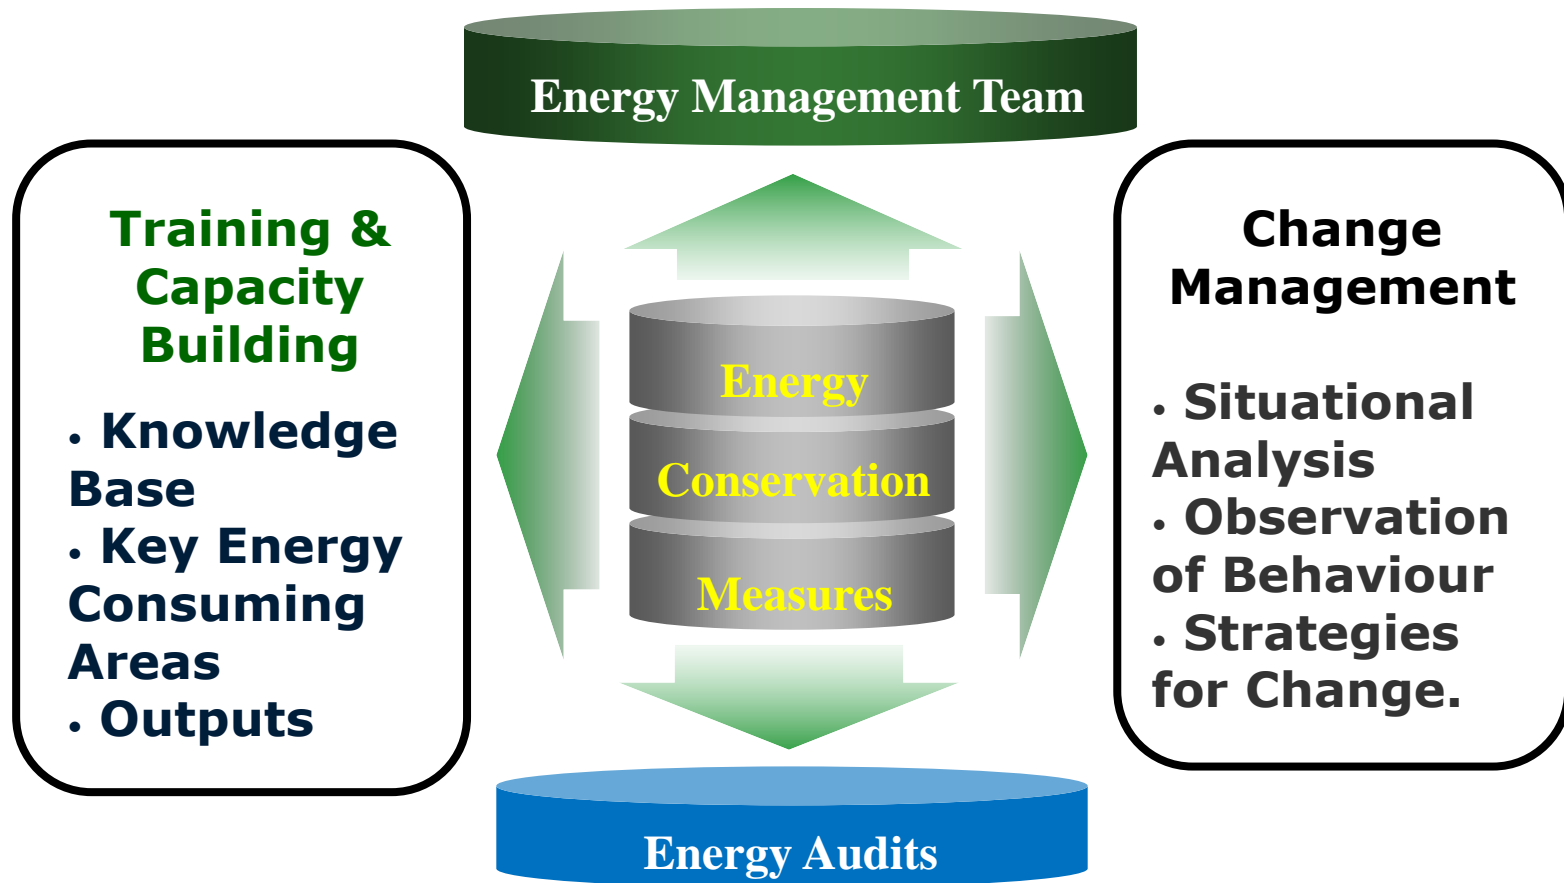 Energy Management Team
Training &
Capacity
Building
• Knowledge
Base
• Key Energy
Consuming
Areas
• Outputs
Energy
Conservation
Measures
Change
Management
• Situational
Analysis
• Observation
of Behaviour
• Strategies
for Change.
Energy Audits